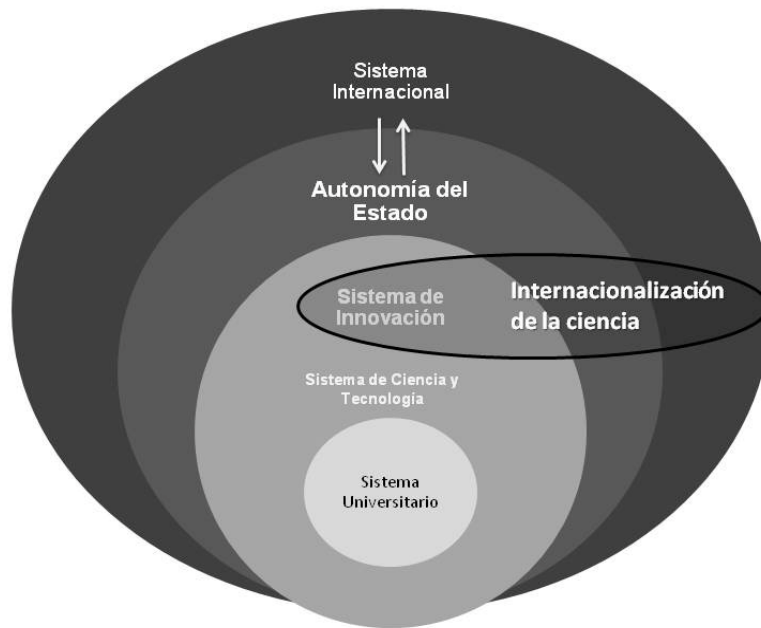 Sistema
Internacional
Autonomía del
Estado
Sistema de
Innovación
Internacionalización
de la ciencia
Sistema de Ciencia y
Tecnología
Sistema
Universitario